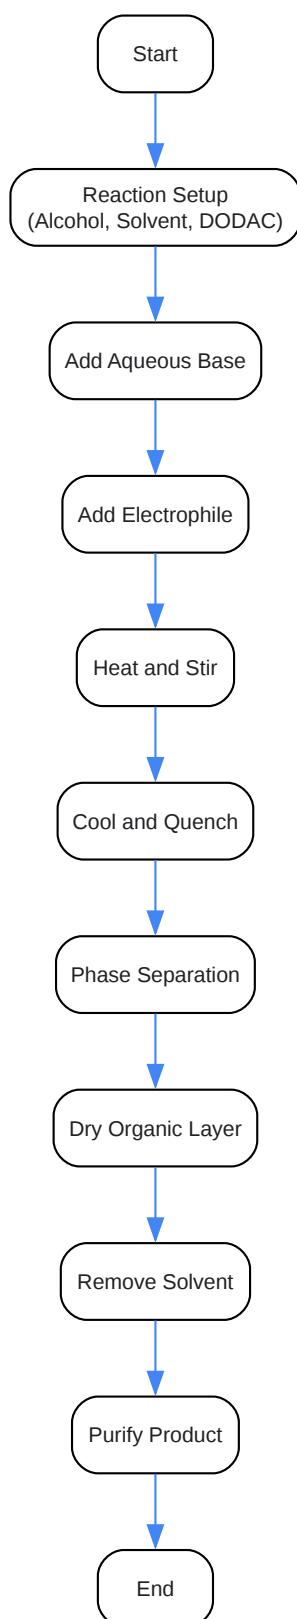 Start
Reaction Setup
(Alcohol, Solvent, DODAC)
Add Aqueous Base
Add Electrophile
Heat and Stir
Cool and Quench
Phase Separation
Dry Organic Layer
Remove Solvent
Purify Product
End